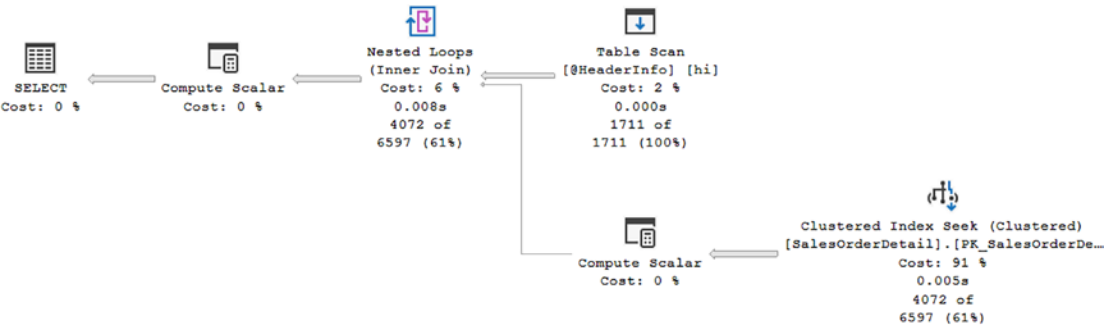 SELECT
Cost: 0 %
Compute Scalar
Cost: 0 %
Nested Loops
(Inner Join)
Cost: 6 %
0.008s
4072 of
6597 (61%)
Table Scan
[@HeaderInfo] [hi]
Cost: 2 %
0.000s
1711 of
1711 (100%)
Compute Scalar
Cost: 0 %
Clustered Index Seek (Clustered)
[SalesOrderDetail].[PK_SalesOrderDe…
Cost: 91 %
0.005s
4072 of
6597 (61%)